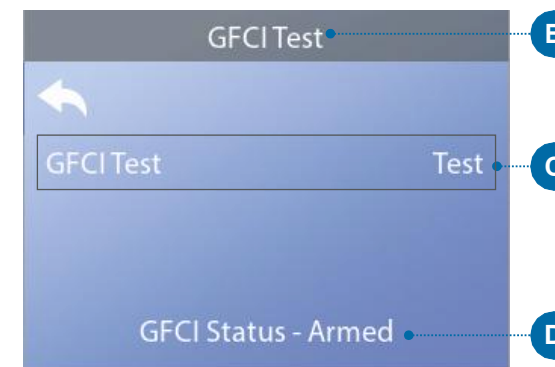 GFCI Test
B
GFCI Test Test
C
GFCI Status - Armed
D